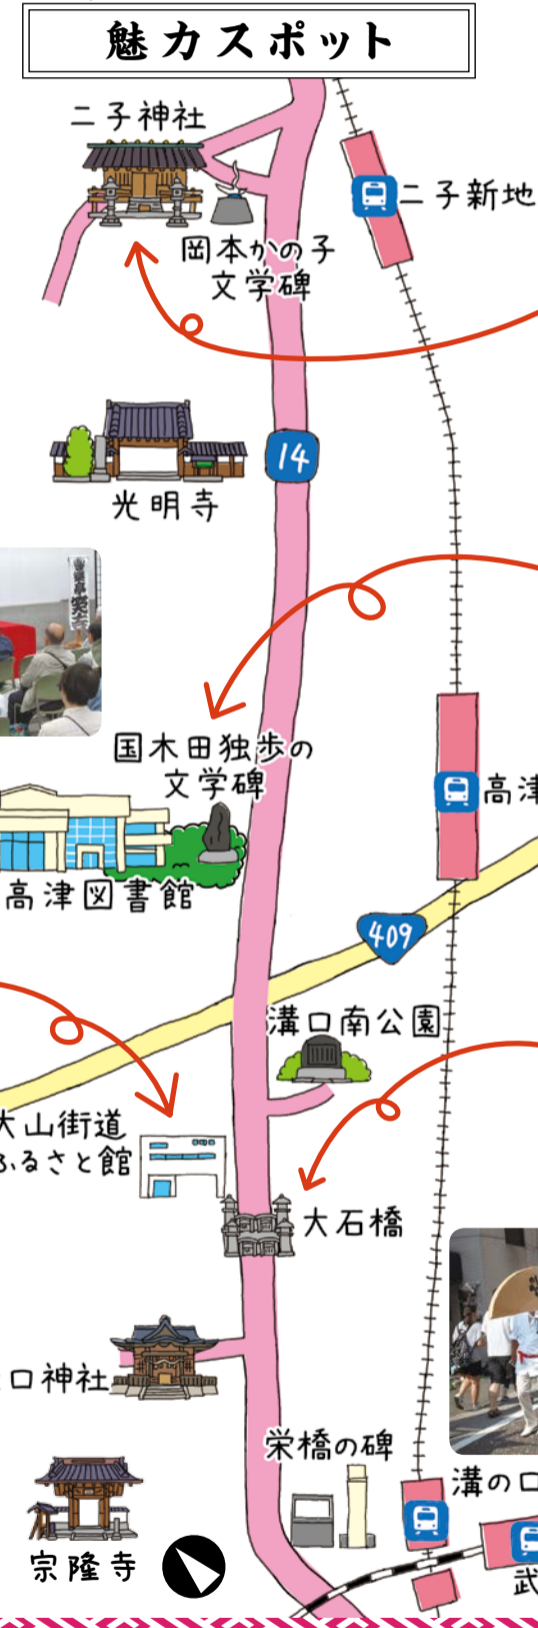 魅力スポット
二子神社
二子新地
岡本かの子
文学碑
14
光明寺
国木田独歩の
文学碑
高津
高津図書館
409
溝口南公園
大山街道
ふるさと館
大石橋
口神社
栄橋の碑
溝の口
宗隆寺
武